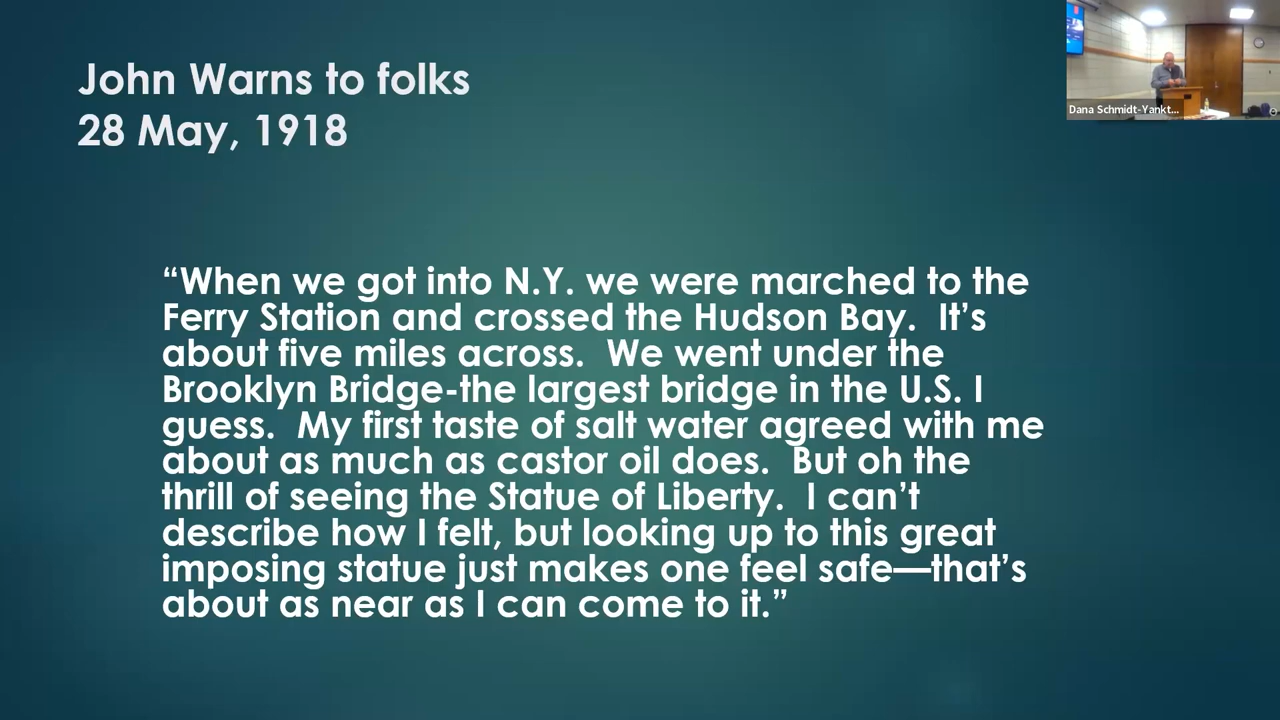 John Warns to folks
28 May, 1918
Dana Schmidt-Yankt...
“When we got into N.Y. we were marched to the
Ferry Station and crossed the Hudson Bay.  It’s
about five miles across.  We went under the
Brooklyn Bridge-the largest bridge in the U.S. I
guess.  My first taste of salt water agreed with me
about as much as castor oil does.  But oh the
thrill of seeing the Statue of Liberty.  I can’t
describe how I felt, but looking up to this great
imposing statue just makes one feel safe—that’s
about as near as I can come to it.”